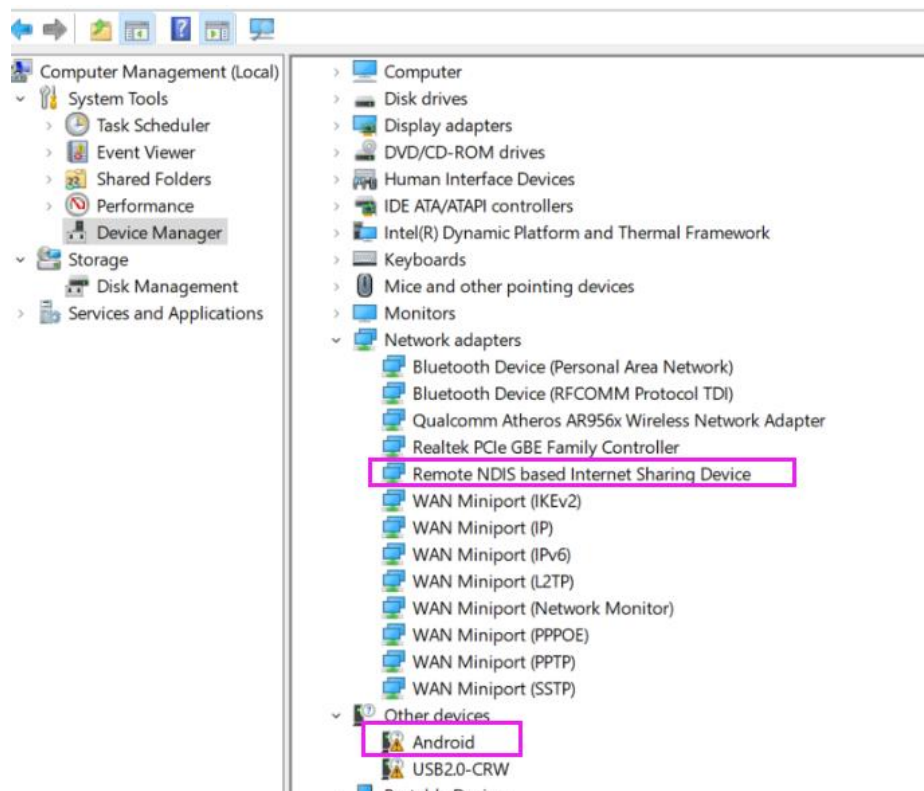 Computer Management (Local)
System Tools
Task Scheduler
Event Viewer
Shared Folders
Performance
Device Manager
Storage
Disk Management
Services and Applications
Computer
Disk drives
Display adapters
DVD/CD-ROM drives
Human Interface Devices
IDE ATA/ATAPI controllers
Intel(R) Dynamic Platform and Thermal Framework
Keyboards
Mice and other pointing devices
Monitors
Network adapters
Bluetooth Device (Personal Area Network)
Bluetooth Device (RFCOMM Protocol TDI)
Qualcomm Atheros AR956x Wireless Network Adapter
Realtek PCIe GBE Family Controller
Remote NDIS based Internet Sharing Device
WAN Miniport (IKEv2)
WAN Miniport (IP)
WAN Miniport (IPv6)
WAN Miniport (L2TP)
WAN Miniport (Network Monitor)
WAN Miniport (PPPOE)
WAN Miniport (PPTP)
WAN Miniport (SSTP)
Other devices
Android
USB2.0-CRW